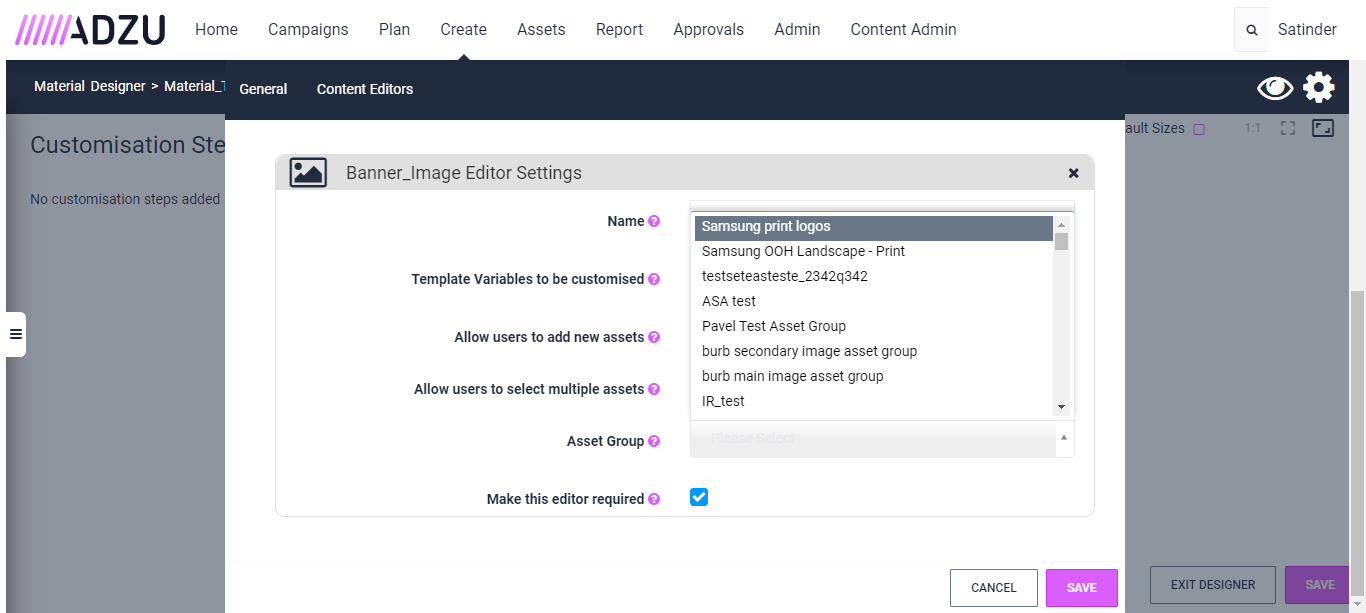 ADZU
Home Campaigns Plan Create Assets Report Approvals Admin Content Admin Satinder
Material Designer > Material_T
General Content Editors
Customisation Ste
ault Sizes 1:1
No customisation steps added
Banner_Image Editor Settings
Name ?
Samsung print logos
Samsung OOH Landscape - Print
Template Variables to be customised ?
testseteasteste_2342q342
ASA test
Pavel Test Asset Group
Allow users to add new assets ?
burb secondary image asset group
burb main image asset group
Allow users to select multiple assets ?
IR_test
Asset Group ?
Please Select
Make this editor required ?
CANCEL SAVE
EXIT DESIGNER SAVE